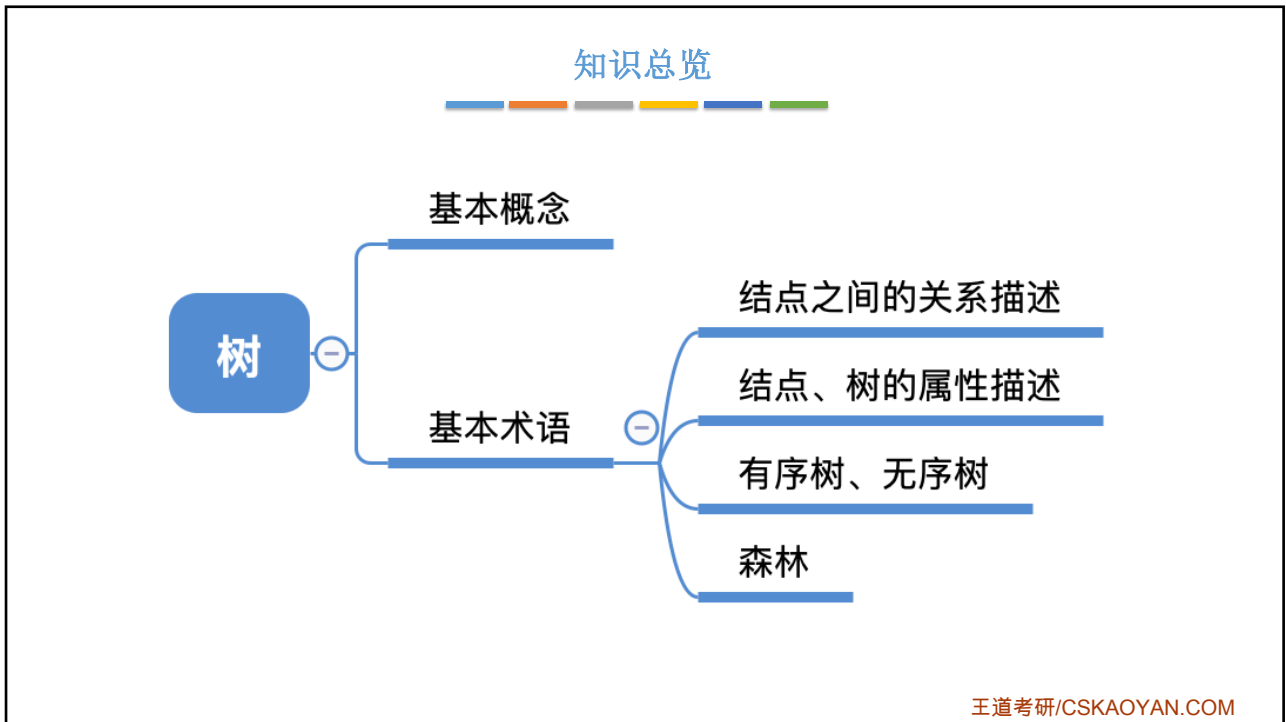 知识总览
基本概念
树
基本术语
结点之间的关系描述
结点、树的属性描述
有序树、无序树
森林
王道考研/CSKAOYAN.COM